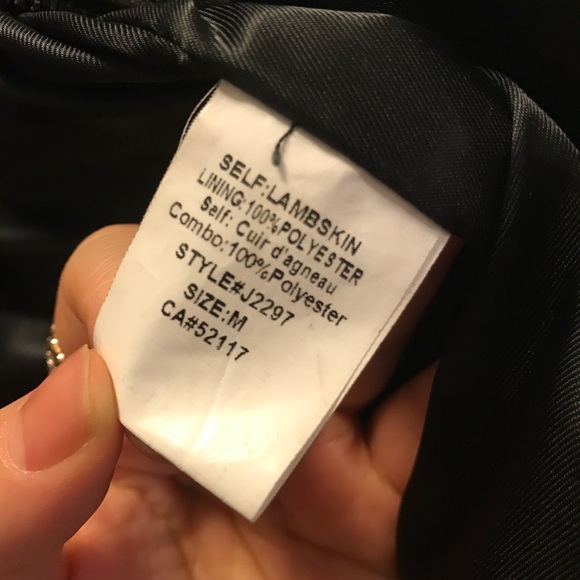 SELF:LAMBSKIN
LINING:100%POLYESTER
Self: Cuir d'agneau
Combo:100%Polyester
STYLE#J2297
SIZE:M
CA#52117